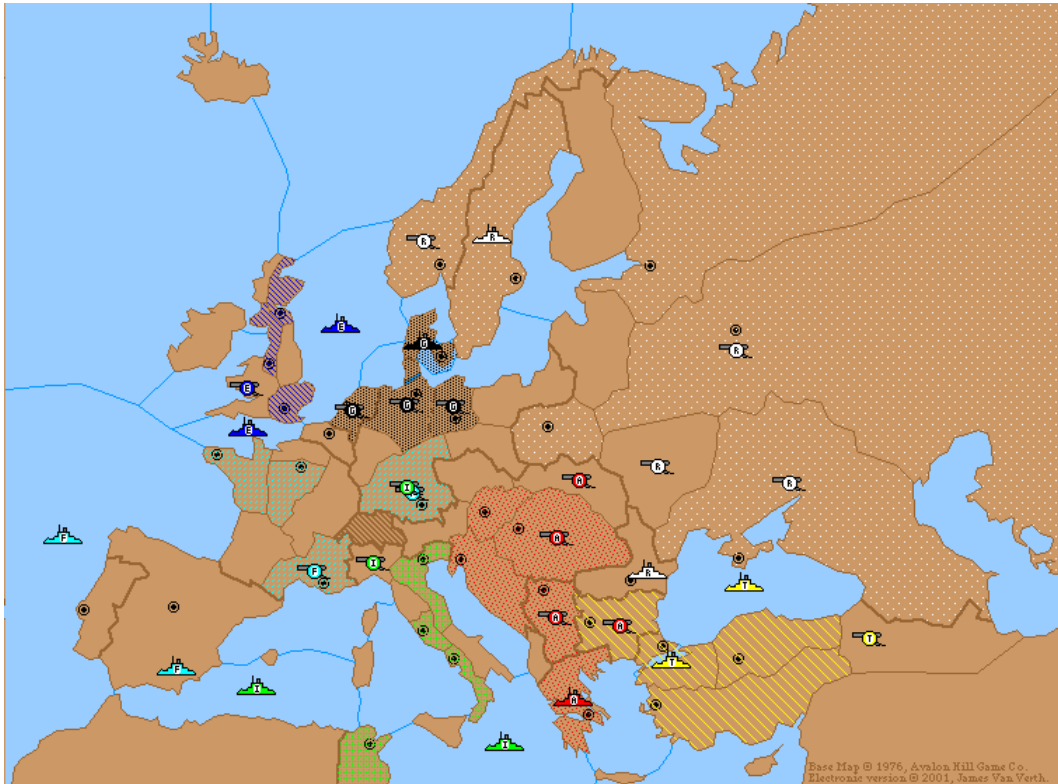 R R
E
G
R
E
G G G
E
R
A R
I
F A
F I R
T
A A
T
T
F
I
A
I
Base Map © 1976, Avalon Hill Game Co.
Electronic version © 2001, James Van Verth.